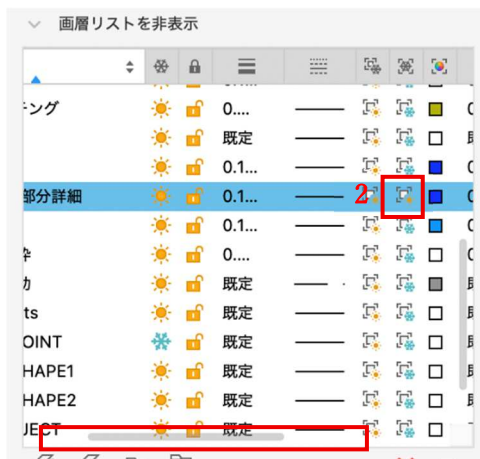 画層リストを非表示
チング 0....
既定
0.1...
部分詳細 0.1... 2
0.1...
0....
既定
ts 既定
OINT 既定
HAPE1 既定
HAPE2 既定
JECT 既定